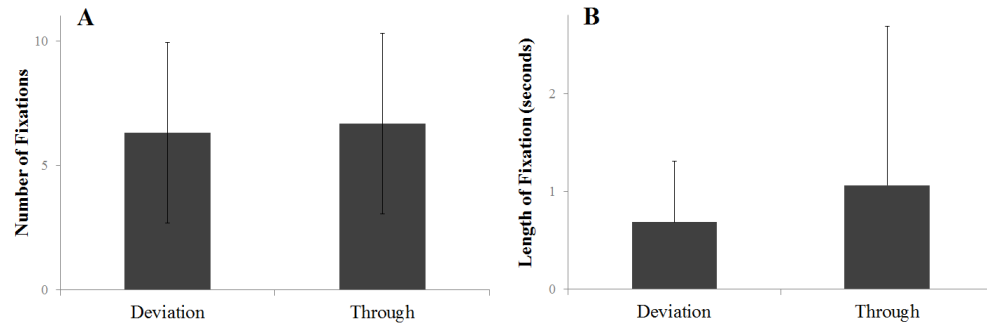 A
Number of Fixations
10
5
0
Deviation
Through
B
Length of Fixation (seconds)
2
1
0
Deviation
Through